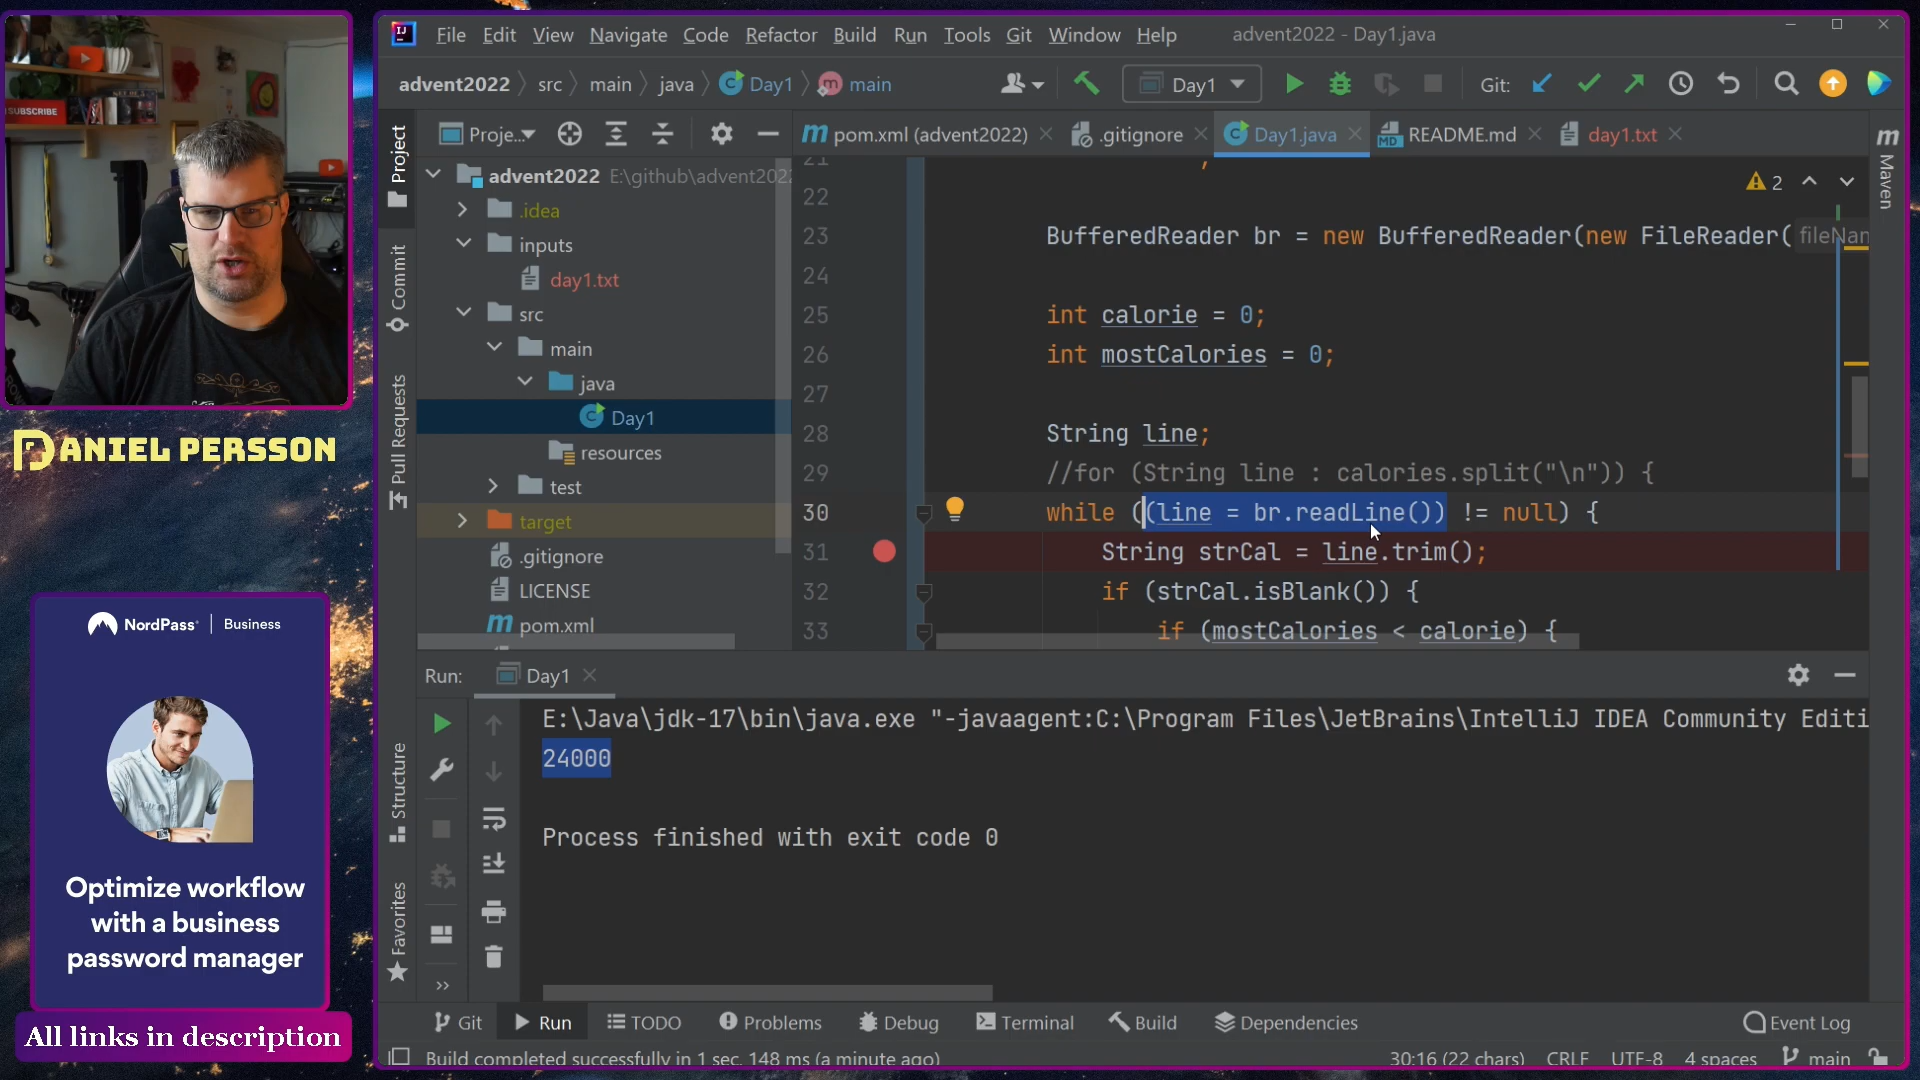 SUBSCRIBE
DANIEL PERSSON
NordPass Business
Optimize workflow
with a business
password manager
All links in description
IJ File Edit View Navigate Code Refactor Build Run Tools Git Window Help advent2022 - Day1.java
advent2022 src main java Day1 main Day1 Git:
Project
Commit
Pull Requests
Structure
Favorites
Proje...
advent2022 E:\github\advent2022
.idea
inputs
day1.txt
src
main
java
Day1
resources
test
target
.gitignore
LICENSE
pom.xml
pom.xml (advent2022) .gitignore Day1.java README.md day1.txt
Maven
2
21
22
23 BufferedReader br = new BufferedReader(new FileReader( fileNam
24
25 int calorie = 0;
26 int mostCalories = 0;
27
28 String line;
29 //for (String line : calories.split("\n")) {
30 while ((line = br.readLine()) != null) {
31 String strCal = line.trim();
32 if (strCal.isBlank()) {
33 if (mostCalories < calorie) {
Run: Day1
E:\Java\jdk-17\bin\java.exe "-javaagent:C:\Program Files\JetBrains\IntelliJ IDEA Community Editi
24000
Process finished with exit code 0
Git Run TODO Problems Debug Terminal Build Dependencies Event Log
Build completed successfully in 1 sec, 148 ms (a minute ago) 30:16 (22 chars) CRLF UTF-8 4 spaces main